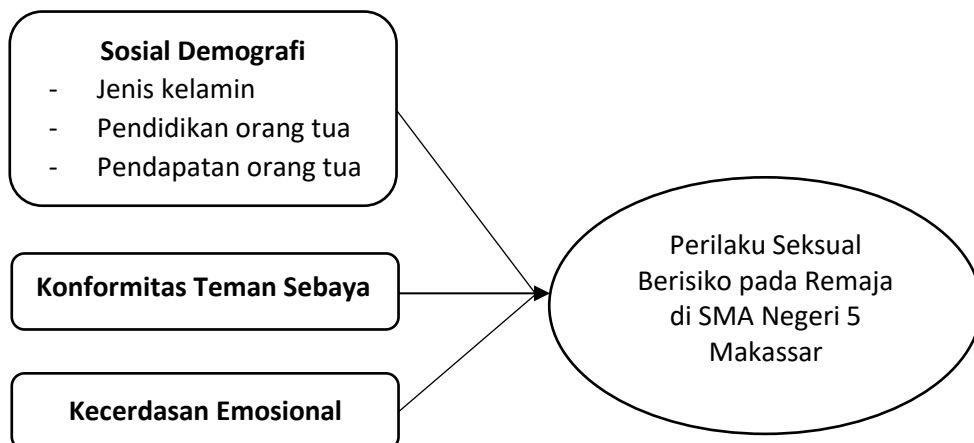 Sosial Demografi
- Jenis kelamin
- Pendidikan orang tua
- Pendapatan orang tua
Konformitas Teman Sebaya
Kecerdasan Emosional
Perilaku Seksual
Berisiko pada Remaja
di SMA Negeri 5
Makassar